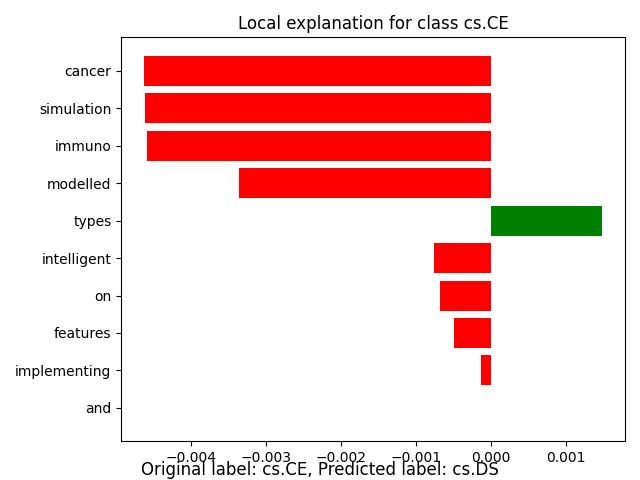 Local explanation for class cs.CE
cancer
simulation
immuno
modelled
types
intelligent
on
features
implementing
and
−0.004 −0.003 −0.002 −0.001 0.000 0.001
Original label: cs.CE, Predicted label: cs.DS